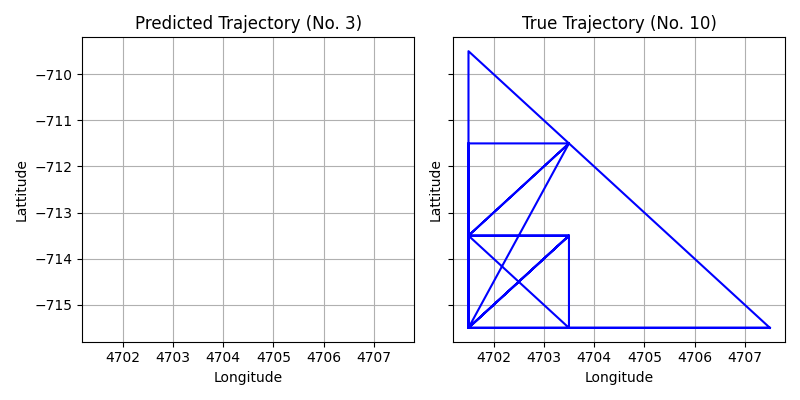 Predicted Trajectory (No. 3)
True Trajectory (No. 10)
−710
−711
−712
−713
−714
−715
Lattitude
Lattitude
4702 4703 4704 4705 4706 4707
4702 4703 4704 4705 4706 4707
Longitude
Longitude